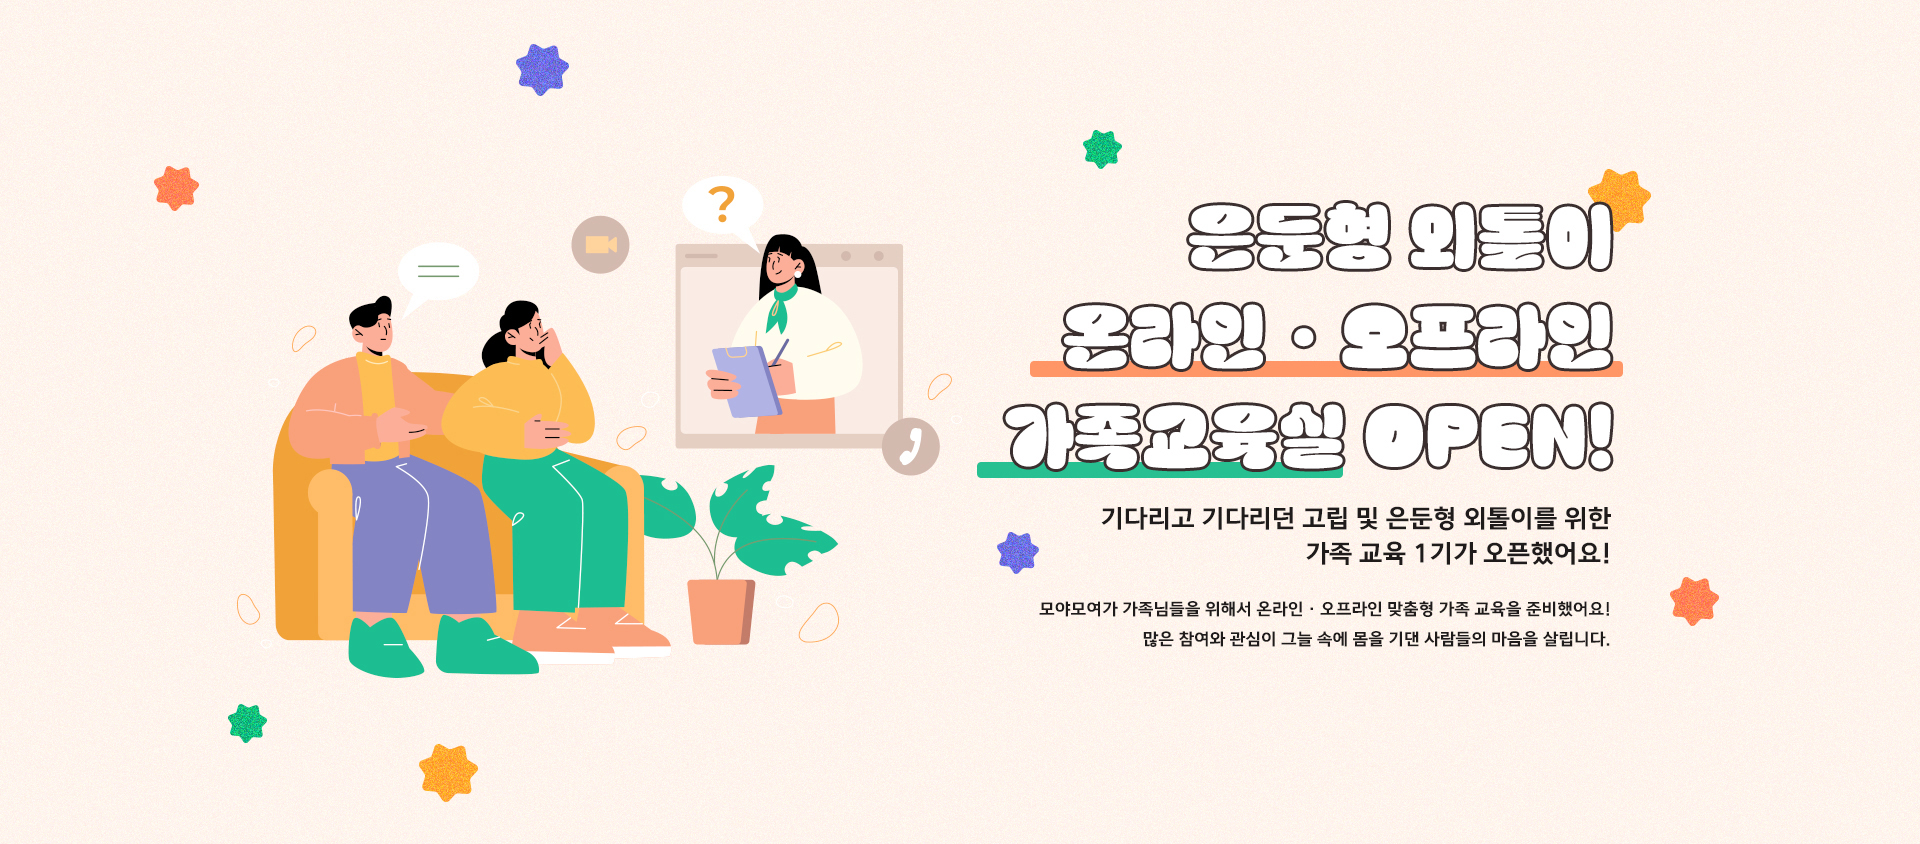 ?
은둔형 외톨이
온라인 · 오프라인
가족교육실 OPEN!
기다리고 기다리던 고립 및 은둔형 외톨이를 위한
가족 교육 1기가 오픈했어요!
모야모여가 가족님들을 위해서 온라인 · 오프라인 맞춤형 가족 교육을 준비했어요!
많은 참여와 관심이 그늘 속에 몸을 기댄 사람들의 마음을 살립니다.